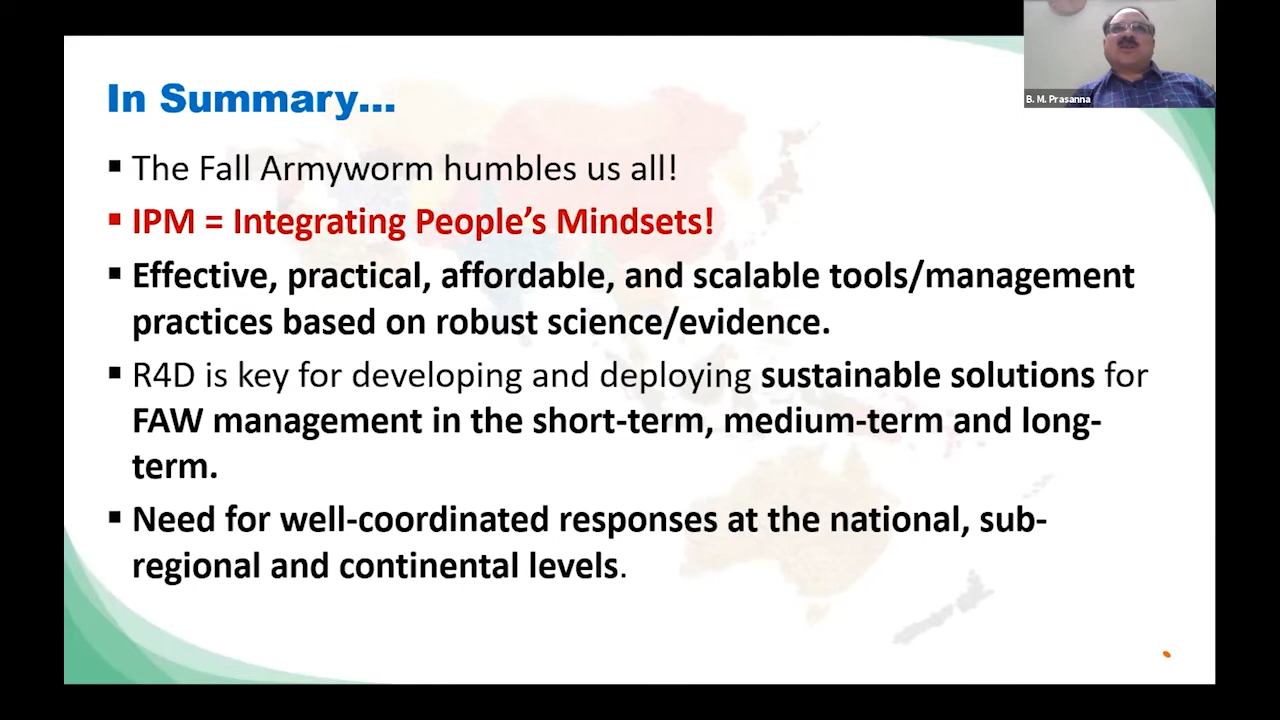 In Summary...
B. M. Prasanna
▪ The Fall Armyworm humbles us all!
▪ IPM = Integrating People’s Mindsets!
▪ Effective, practical, affordable, and scalable tools/management
practices based on robust science/evidence.
▪ R4D is key for developing and deploying sustainable solutions for
FAW management in the short-term, medium-term and long-
term.
▪ Need for well-coordinated responses at the national, sub-
regional and continental levels.